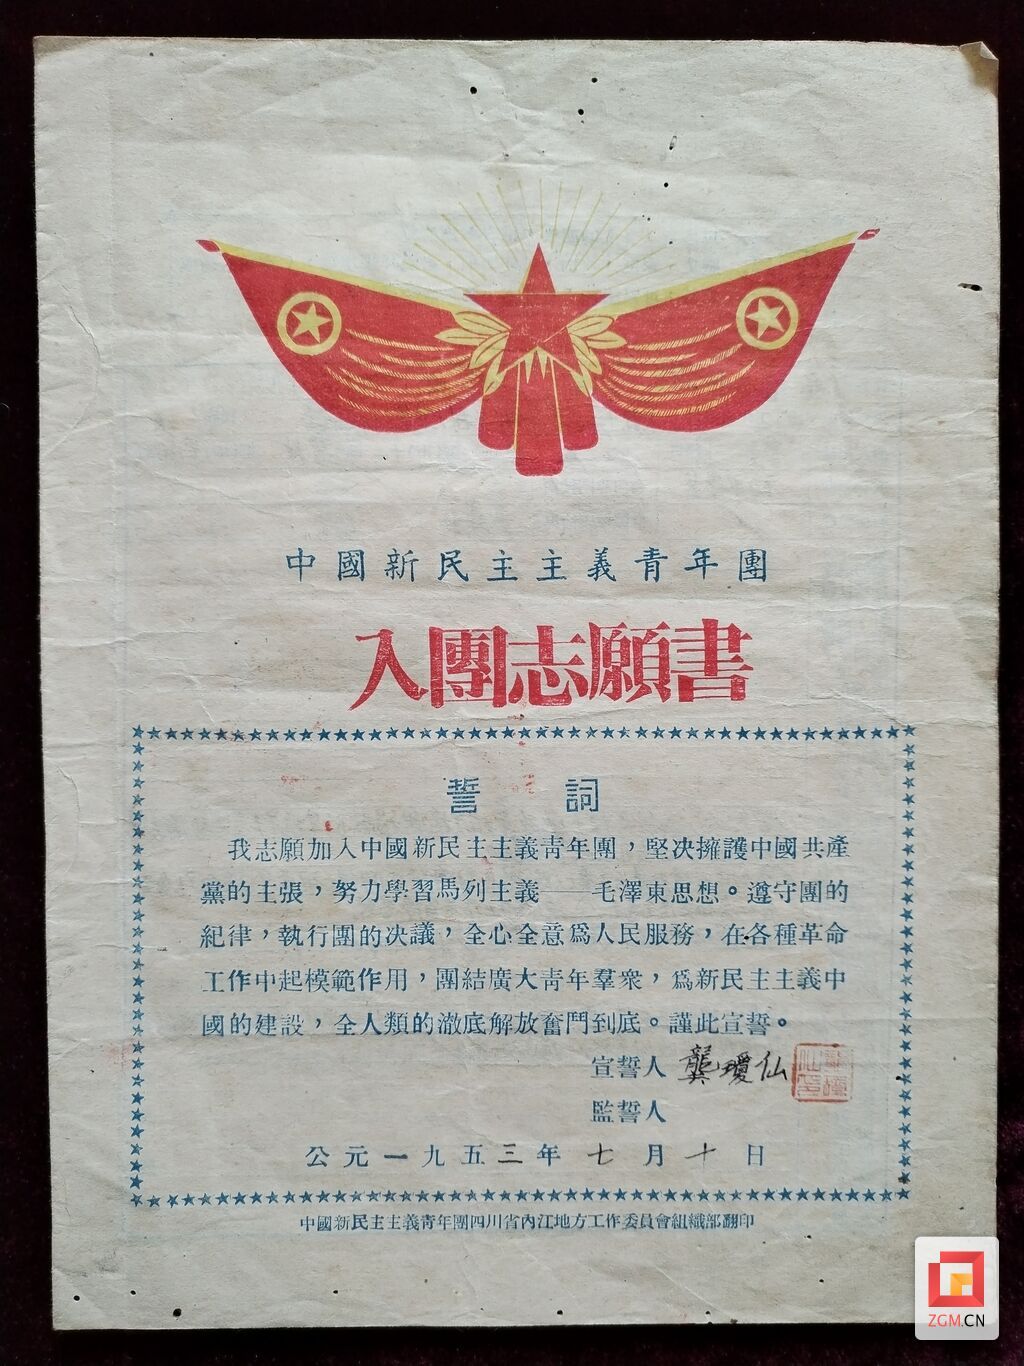 中國新民主主義青年團
入團志願書
誓詞
我志願加入中國新民主主義青年團，堅决擁護中國共產
黨的主張，努力學習馬列主義——毛澤東思想。遵守團的
紀律，執行團的决議，全心全意爲人民服務，在各種革命
工作中起模範作用，團結廣大青年羣衆，爲新民主主義中
國的建設，全人類的澈底解放奮鬥到底。謹此宣誓。
宣誓人 龔瓊仙
監誓人
公元一九五三年七月十日
中國新民主主義青年團四川省內江地方工作委員會組織部翻印
ZGM.CN